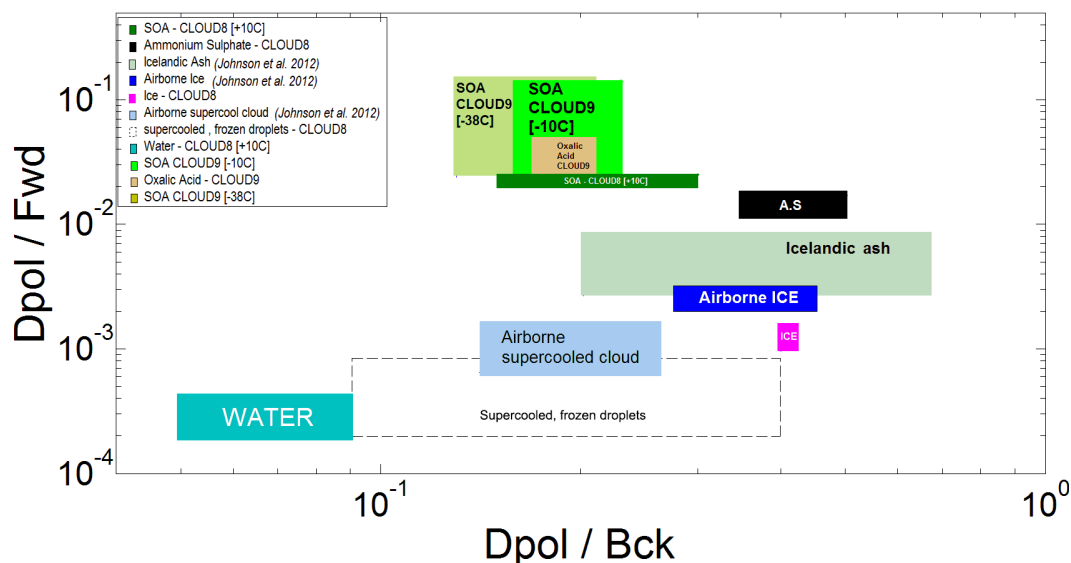 SOA - CLOUD8 [+10C]
Ammonium Sulphate - CLOUD8
Icelandic Ash (Johnson et al. 2012)
Airborne Ice (Johnson et al. 2012)
Ice - CLOUD8
Airborne supercool cloud (Johnson et al. 2012)
supercooled , frozen droplets - CLOUD8
Water - CLOUD8 [+10C]
SOA CLOUD9 [-10C]
Oxalic Acid - CLOUD9
SOA CLOUD9 [-38C]
Dpol / Fwd
10⁻¹
10⁻²
10⁻³
10⁻⁴
SOA
CLOUD9
[-38C]
SOA
CLOUD9
[-10C]
Oxalic
Acid
CLOUD9
SOA - CLOUD8 [+10C]
A.S
Icelandic ash
Airborne ICE
ICE
Airborne
supercooled cloud
WATER
Supercooled, frozen droplets
10⁻¹
10⁰
Dpol / Bck